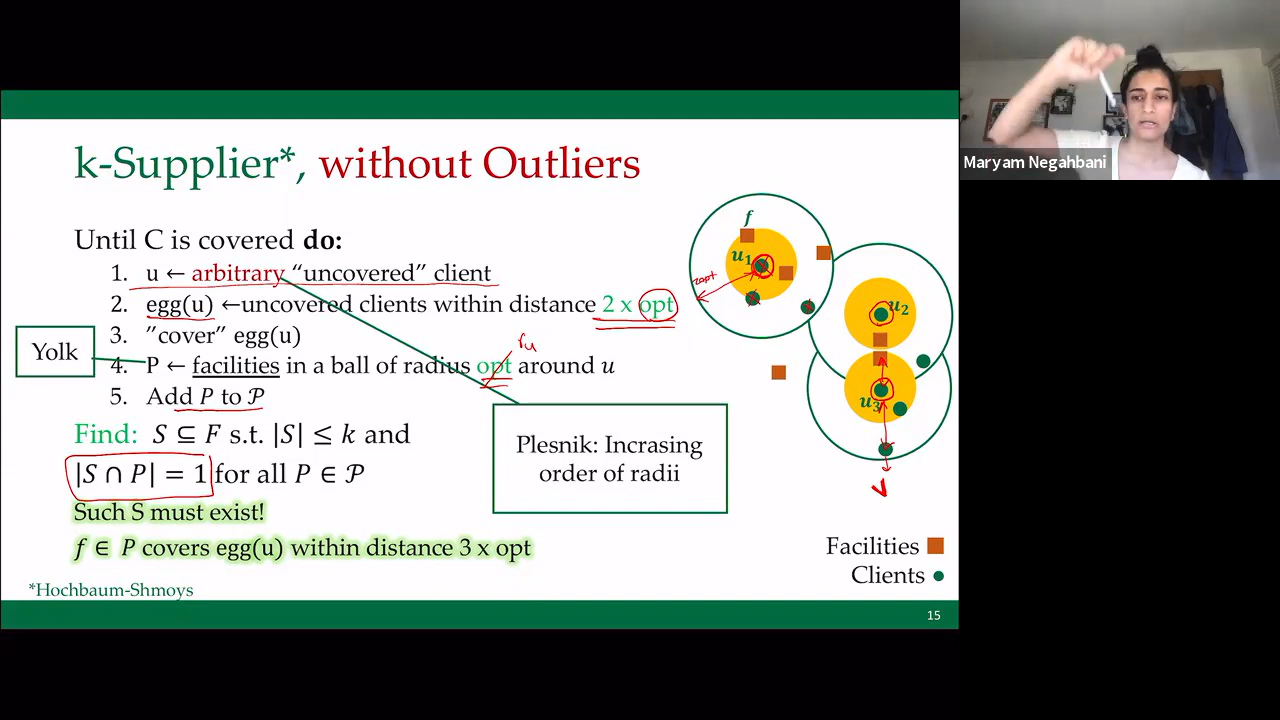 k-Supplier*, without Outliers
Until C is covered do:
1. u ← arbitrary “uncovered” client
2. egg(u) ←uncovered clients within distance 2 x opt
3. ”cover” egg(u)
4. P ← facilities in a ball of radius opt around u
5. Add P to 𝒫
Find: S ⊆ F s.t. |S| ≤ k and
|S ∩ P| = 1 for all P ∈ 𝒫
Such S must exist!
f ∈ P covers egg(u) within distance 3 x opt
*Hochbaum-Shmoys
Yolk
r_u
Plesnik: Incrasing
order of radii
f
u₁
2opt
u₂
u₃
v
Facilities
Clients
15
Maryam Negahbani